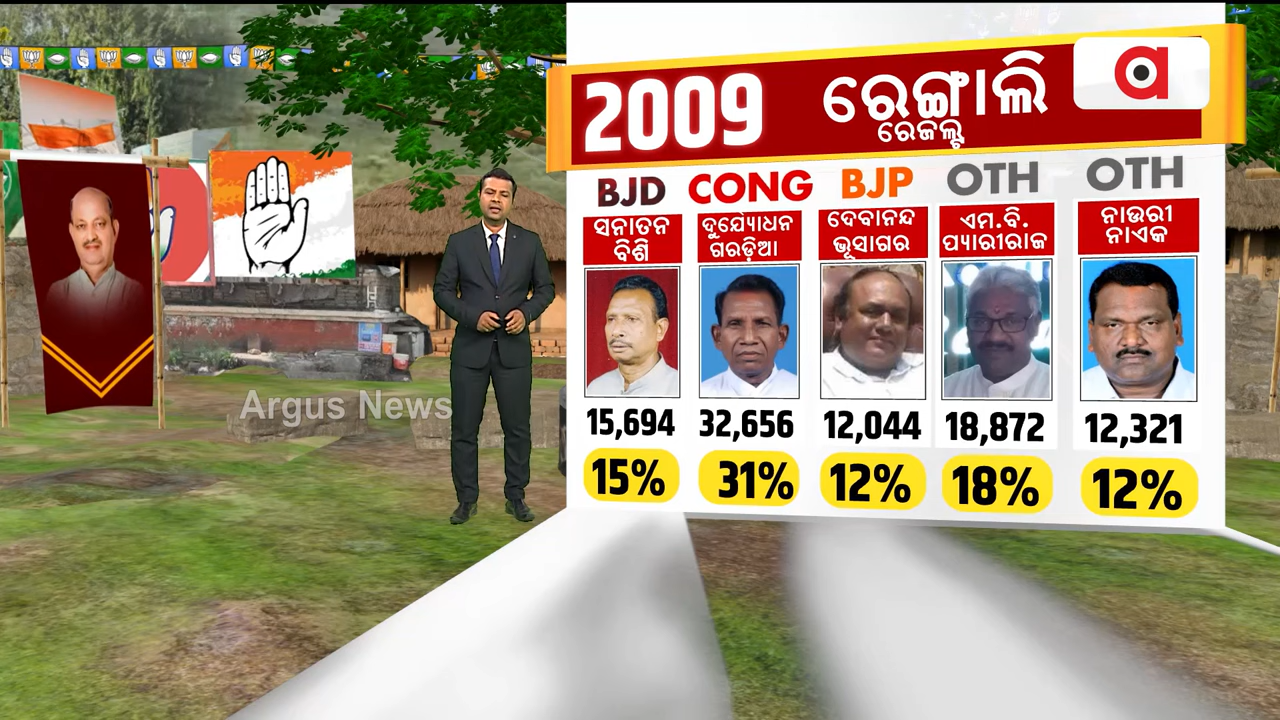 2009
ରେଙ୍ଗାଲି
ରେଜଲ୍ଟ
a
BJD
CONG
BJP
OTH
OTH
ସନାତନ
ବିଶି
ଦୁର୍ଯ୍ୟୋଧନ
ଗରଡ଼ିଆ
ଦେବାନନ୍ଦ
ଭୂସାଗର
ଏମ.ବି.
ପ୍ୟାରୀରାଜ
ନାଉରୀ
ନାଏକ
15,694
32,656
12,044
18,872
12,321
15%
31%
12%
18%
12%
Argus News